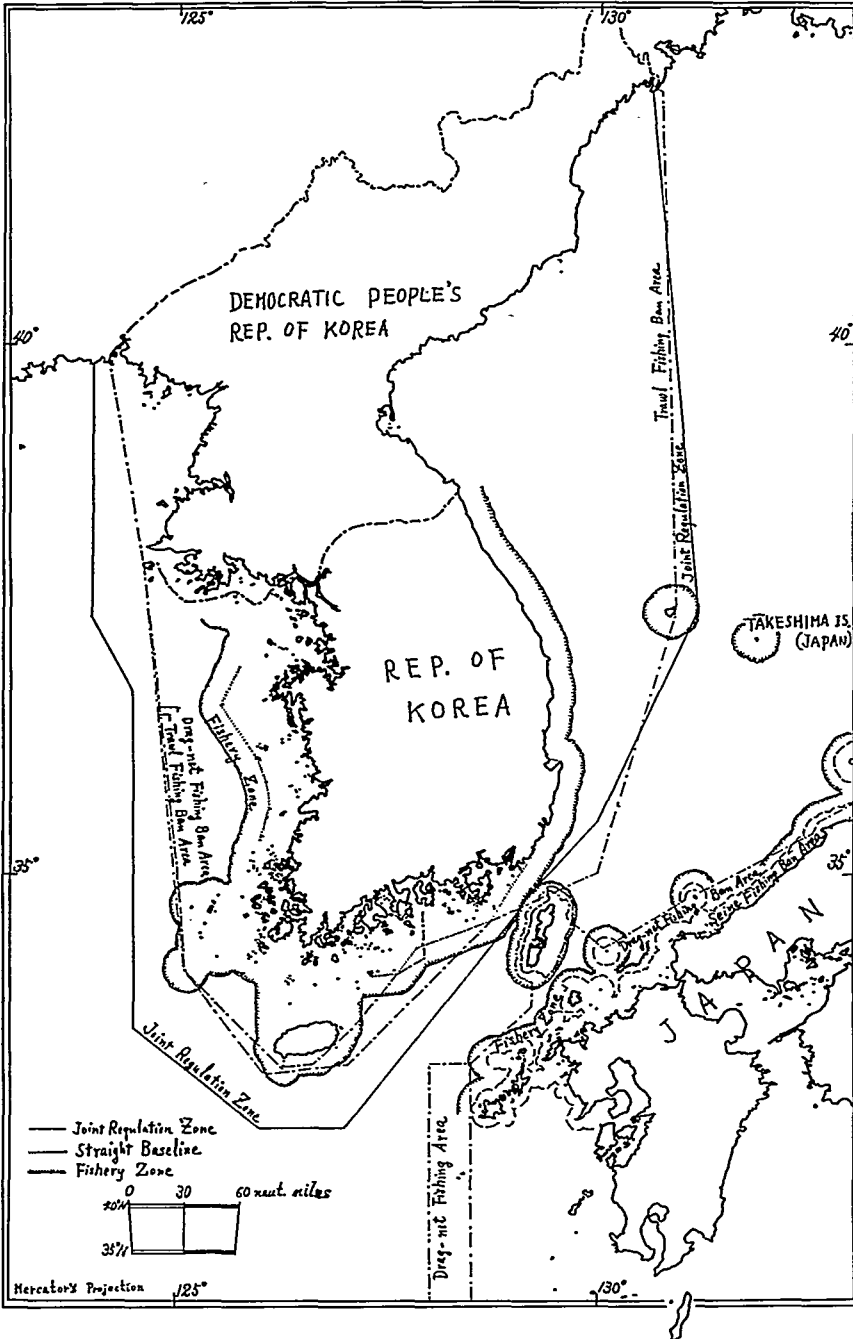 125°
130°
DEMOCRATIC PEOPLE'S
REP. OF KOREA
40°
40°
Trawl Fishing Ban Area
Joint Regulation Zone
TAKESHIMA IS.
(JAPAN)
REP. OF
KOREA
Drag-net Fishing Ban Area
Trawl Fishing Ban Area
Fishery Zone
35°
35°
Drag-net Fishing Ban Area
Seine Fishing Ban Area
JAPAN
Fishery Zone
Joint Regulation Zone
Drag-net Fishing Area
Joint Regulation Zone
Straight Baseline
Fishery Zone
0 30 60 naut. miles
40°N
35°N
Mercator's Projection
125°
130°